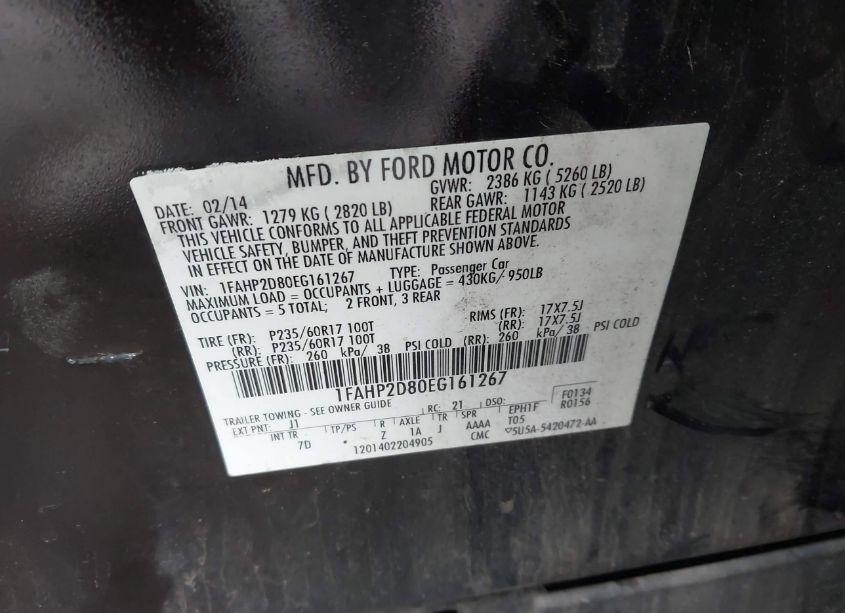 MFD. BY FORD MOTOR CO.
DATE: 02/14 GVWR: 2386 KG ( 5260 LB)
FRONT GAWR: 1279 KG ( 2820 LB) REAR GAWR: 1143 KG ( 2520 LB)
THIS VEHICLE CONFORMS TO ALL APPLICABLE FEDERAL MOTOR
VEHICLE SAFETY, BUMPER, AND THEFT PREVENTION STANDARDS
IN EFFECT ON THE DATE OF MANUFACTURE SHOWN ABOVE.
VIN: 1FAHP2D80EG161267 TYPE: Passenger Car
MAXIMUM LOAD = OCCUPANTS + LUGGAGE = 430KG/ 950LB
OCCUPANTS = 5 TOTAL; 2 FRONT, 3 REAR
TIRE (FR): P235/60R17 100T RIMS (FR): 17X7.5J
(RR): P235/60R17 100T (RR): 17X7.5J
PRESSURE (FR): 260 kPa/ 38 PSI COLD (RR): 260 kPa/ 38 PSI COLD
1FAHP2D80EG161267
TRAILER TOWING - SEE OWNER GUIDE RC: 21 DSO: F0134
EXT PNT: J1 R0156
INT TR TP/PS R AXLE TR SPR EPH1F
7D * Z 1A J AAAA T05
1201402204905 CMC 5U5A-5420472-AA